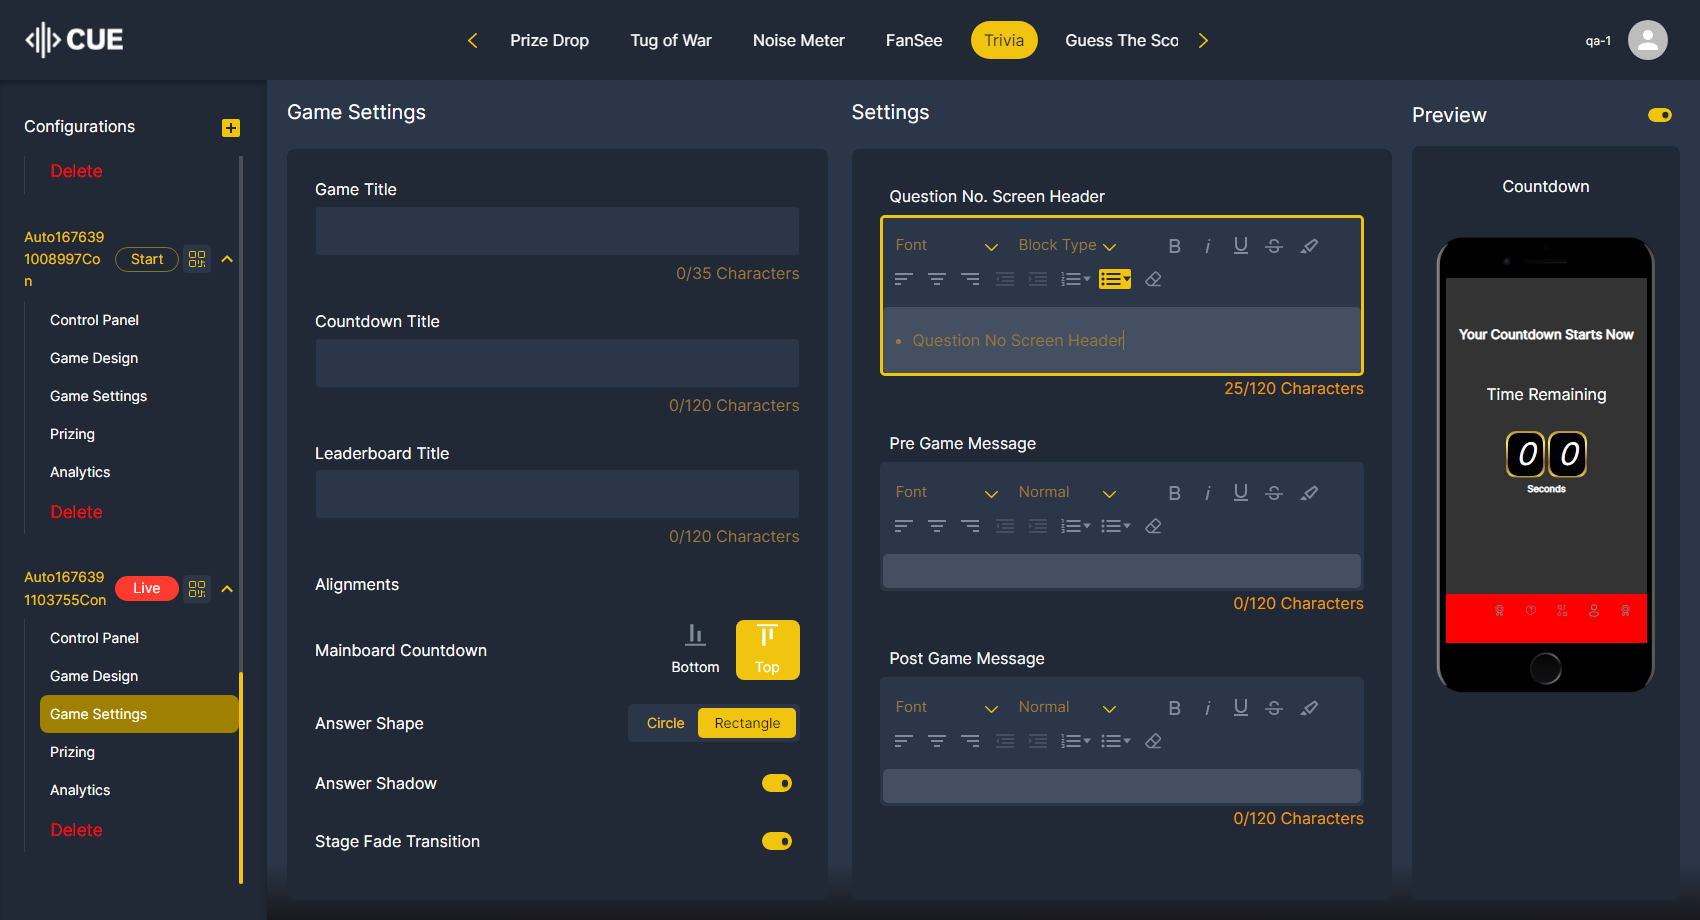 CUE
Prize Drop
Tug of War
Noise Meter
FanSee
Trivia
Guess The Sco
qa-1
Configurations
Delete
Auto167639
1008997Co
n
Start
Control Panel
Game Design
Game Settings
Prizing
Analytics
Delete
Auto167639
1103755Con
Live
Control Panel
Game Design
Game Settings
Prizing
Analytics
Delete
Game Settings
Game Title
0/35 Characters
Countdown Title
0/120 Characters
Leaderboard Title
0/120 Characters
Alignments
Mainboard Countdown
Bottom
Top
Answer Shape
Circle
Rectangle
Answer Shadow
Stage Fade Transition
Settings
Question No. Screen Header
Font
Block Type
B
i
U
S
• Question No Screen Header
25/120 Characters
Pre Game Message
Font
Normal
B
i
U
S
0/120 Characters
Post Game Message
Font
Normal
B
i
U
S
0/120 Characters
Preview
Countdown
Your Countdown Starts Now
Time Remaining
0 0
Seconds